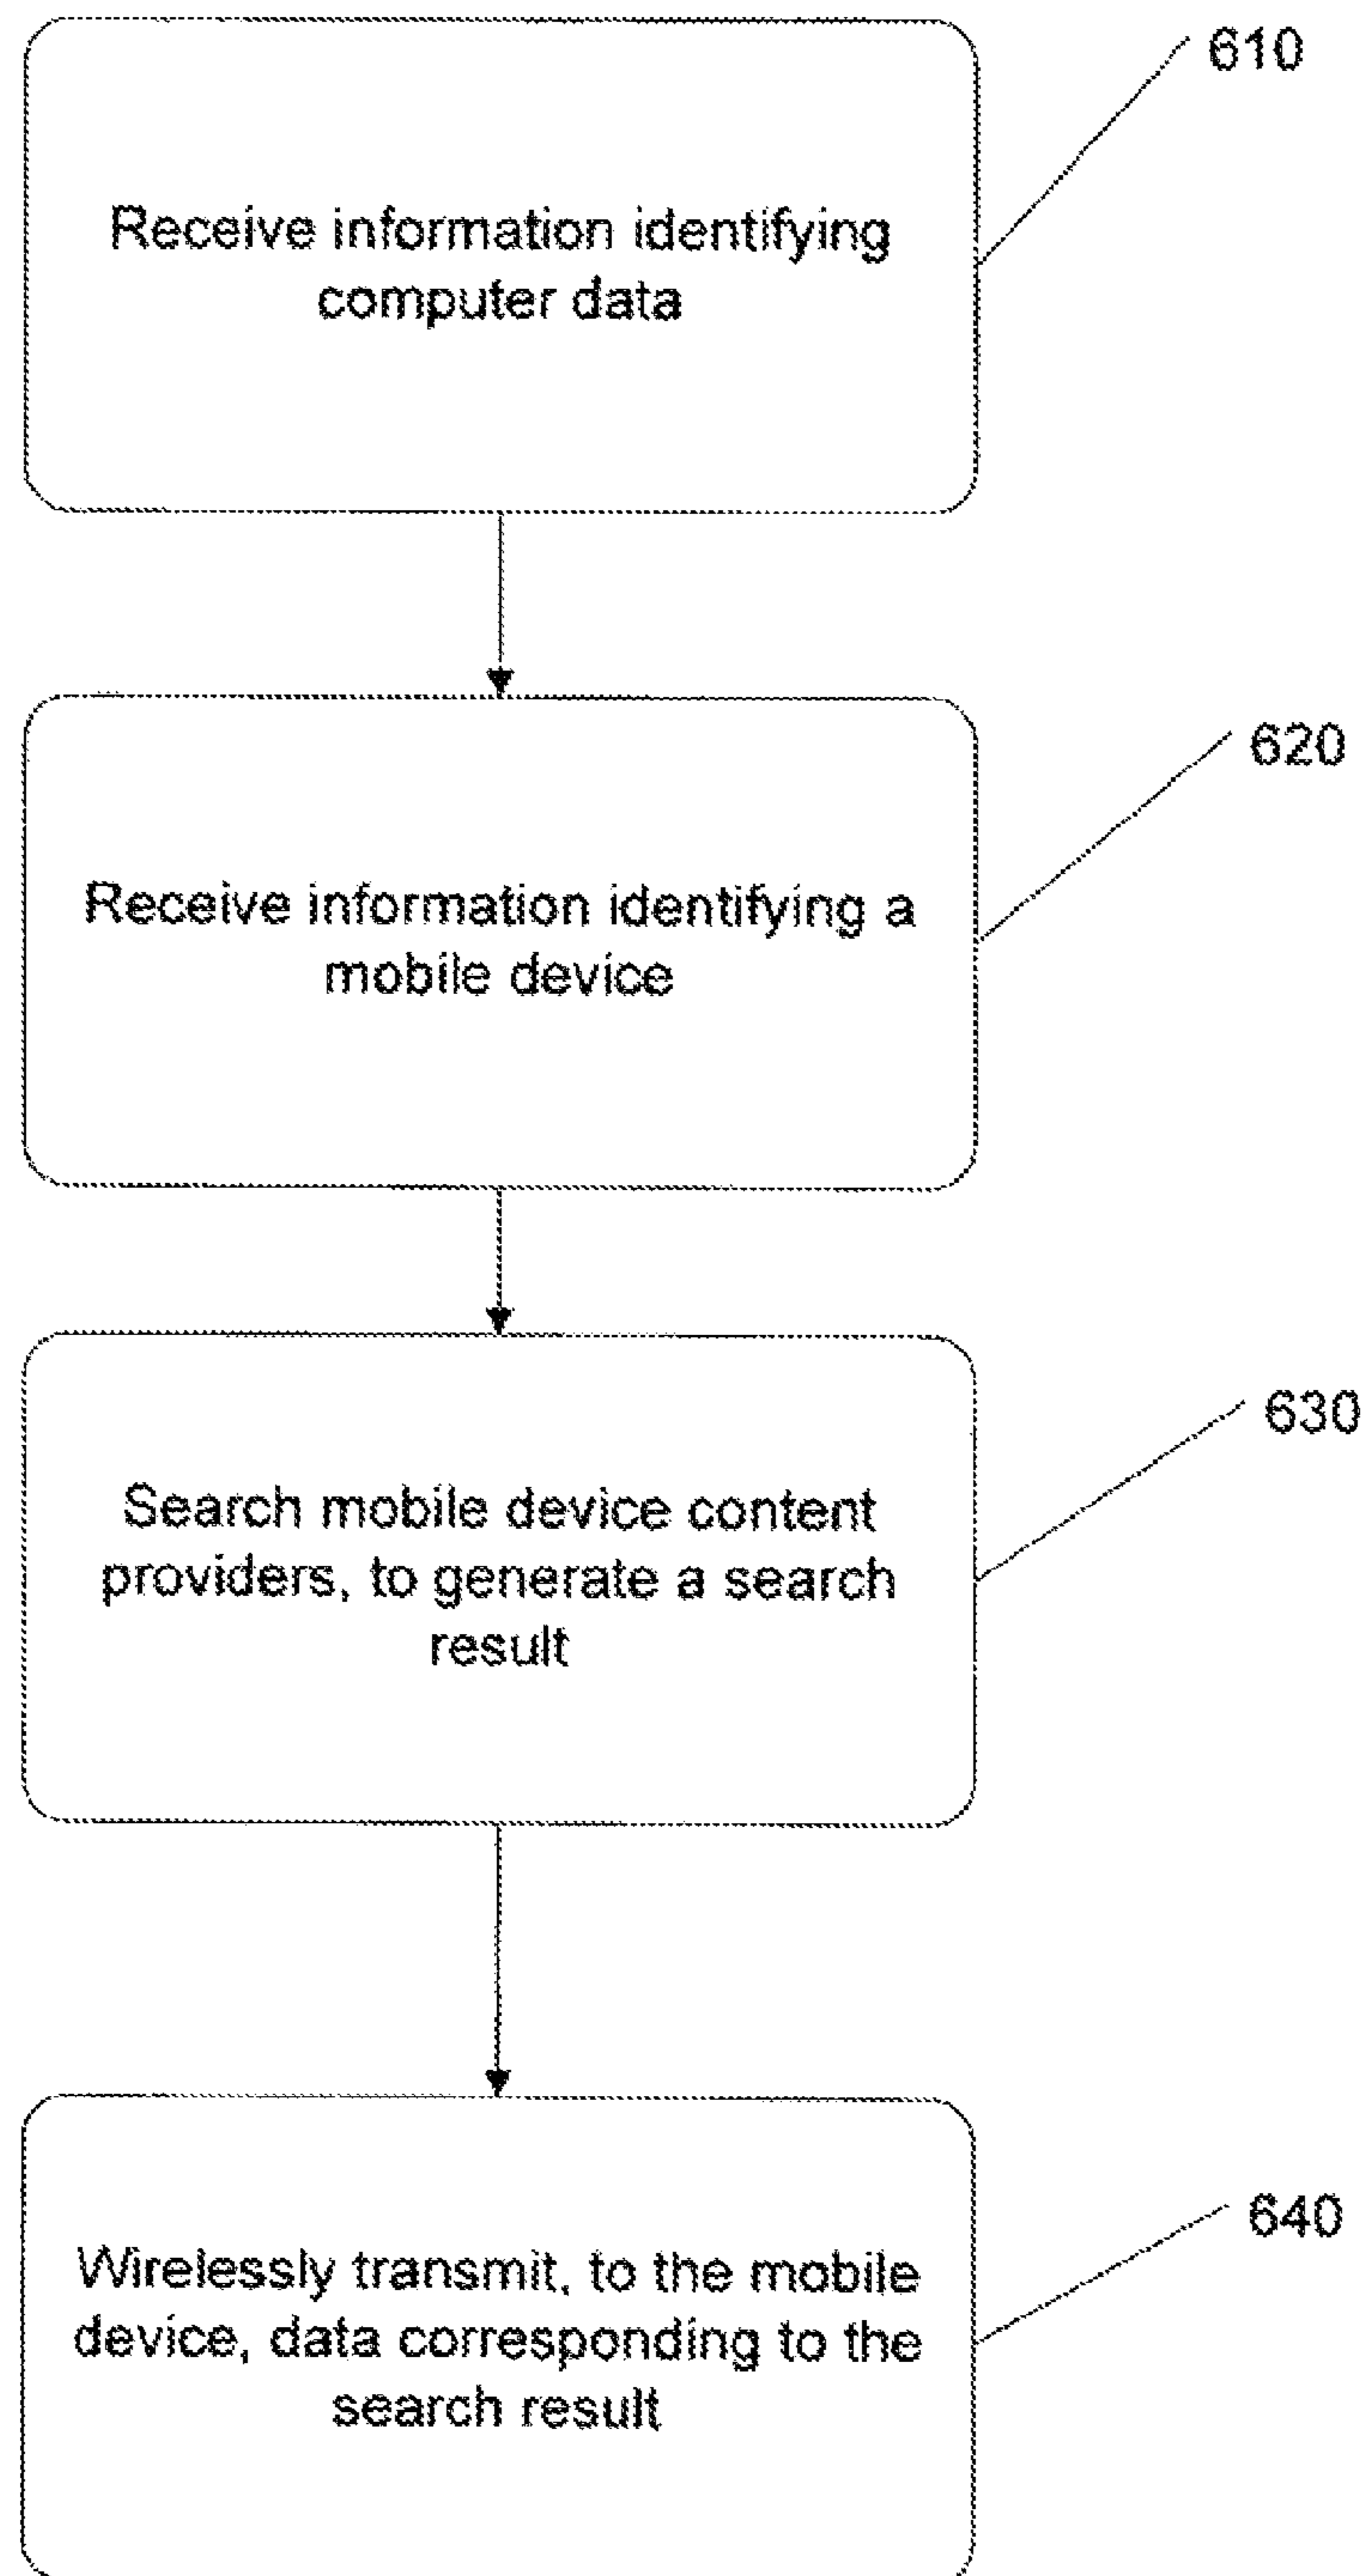 610
Receive information identifying
computer data
620
Receive information identifying a
mobile device
630
Search mobile device content
providers, to generate a search
result
640
Wirelessly transmit, to the mobile
device, data corresponding to the
search result